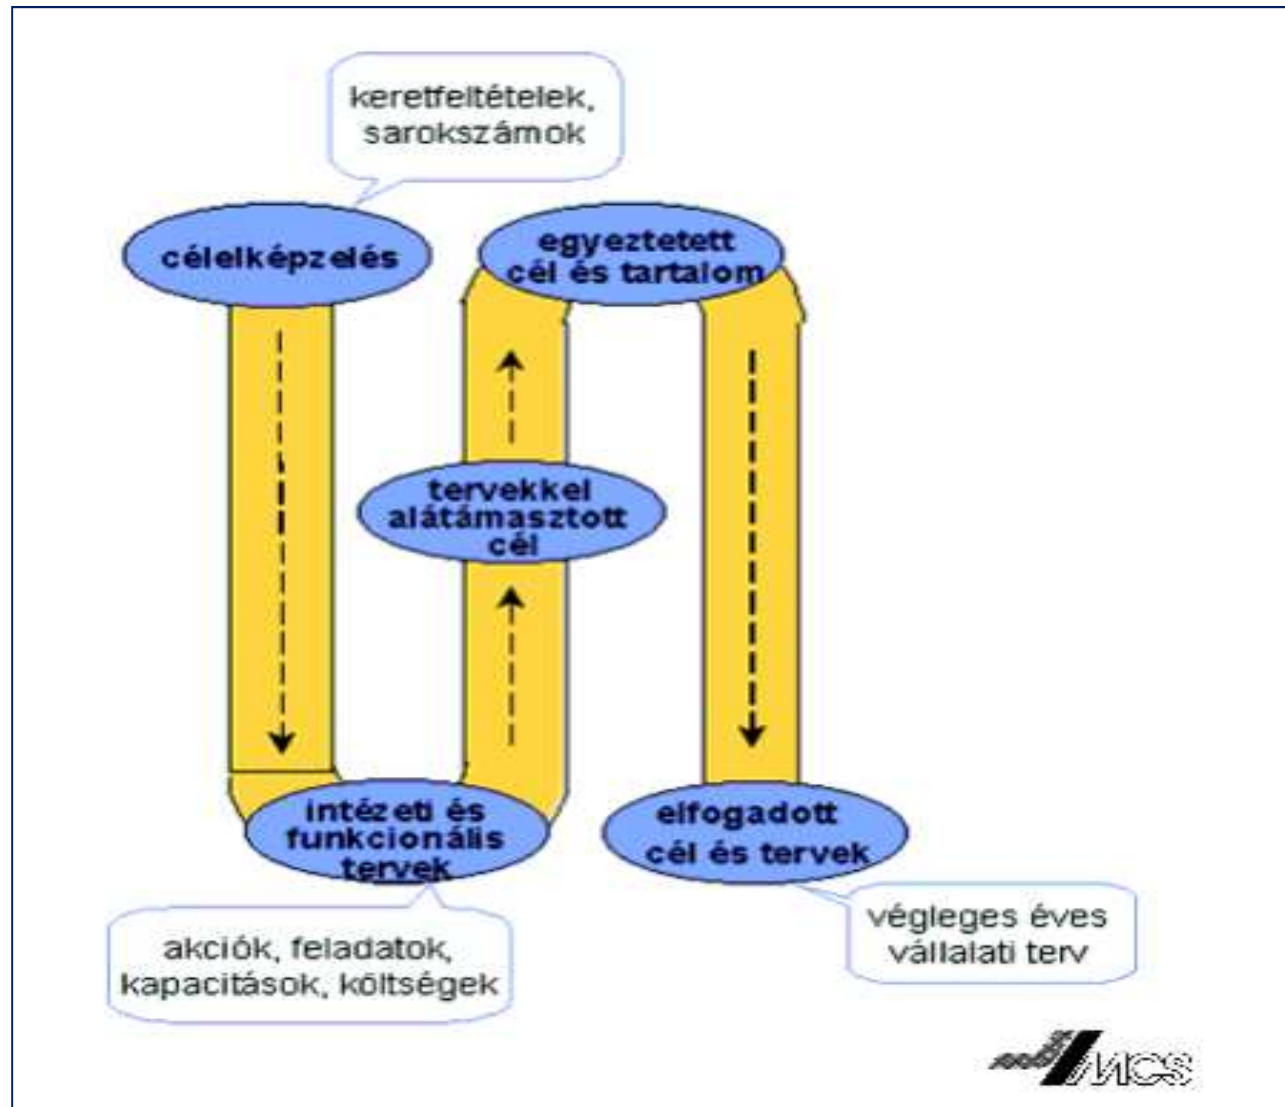 keretfeltételek,
sarokszámok
célelképzelés
egyeztetett
cél és tartalom
tervekkel
alátámasztott
cél
intézeti és
funkcionális
tervek
elfogadott
cél és tervek
akciók, feladatok,
kapacitások, költségek
végleges éves
vállalati terv
MCS